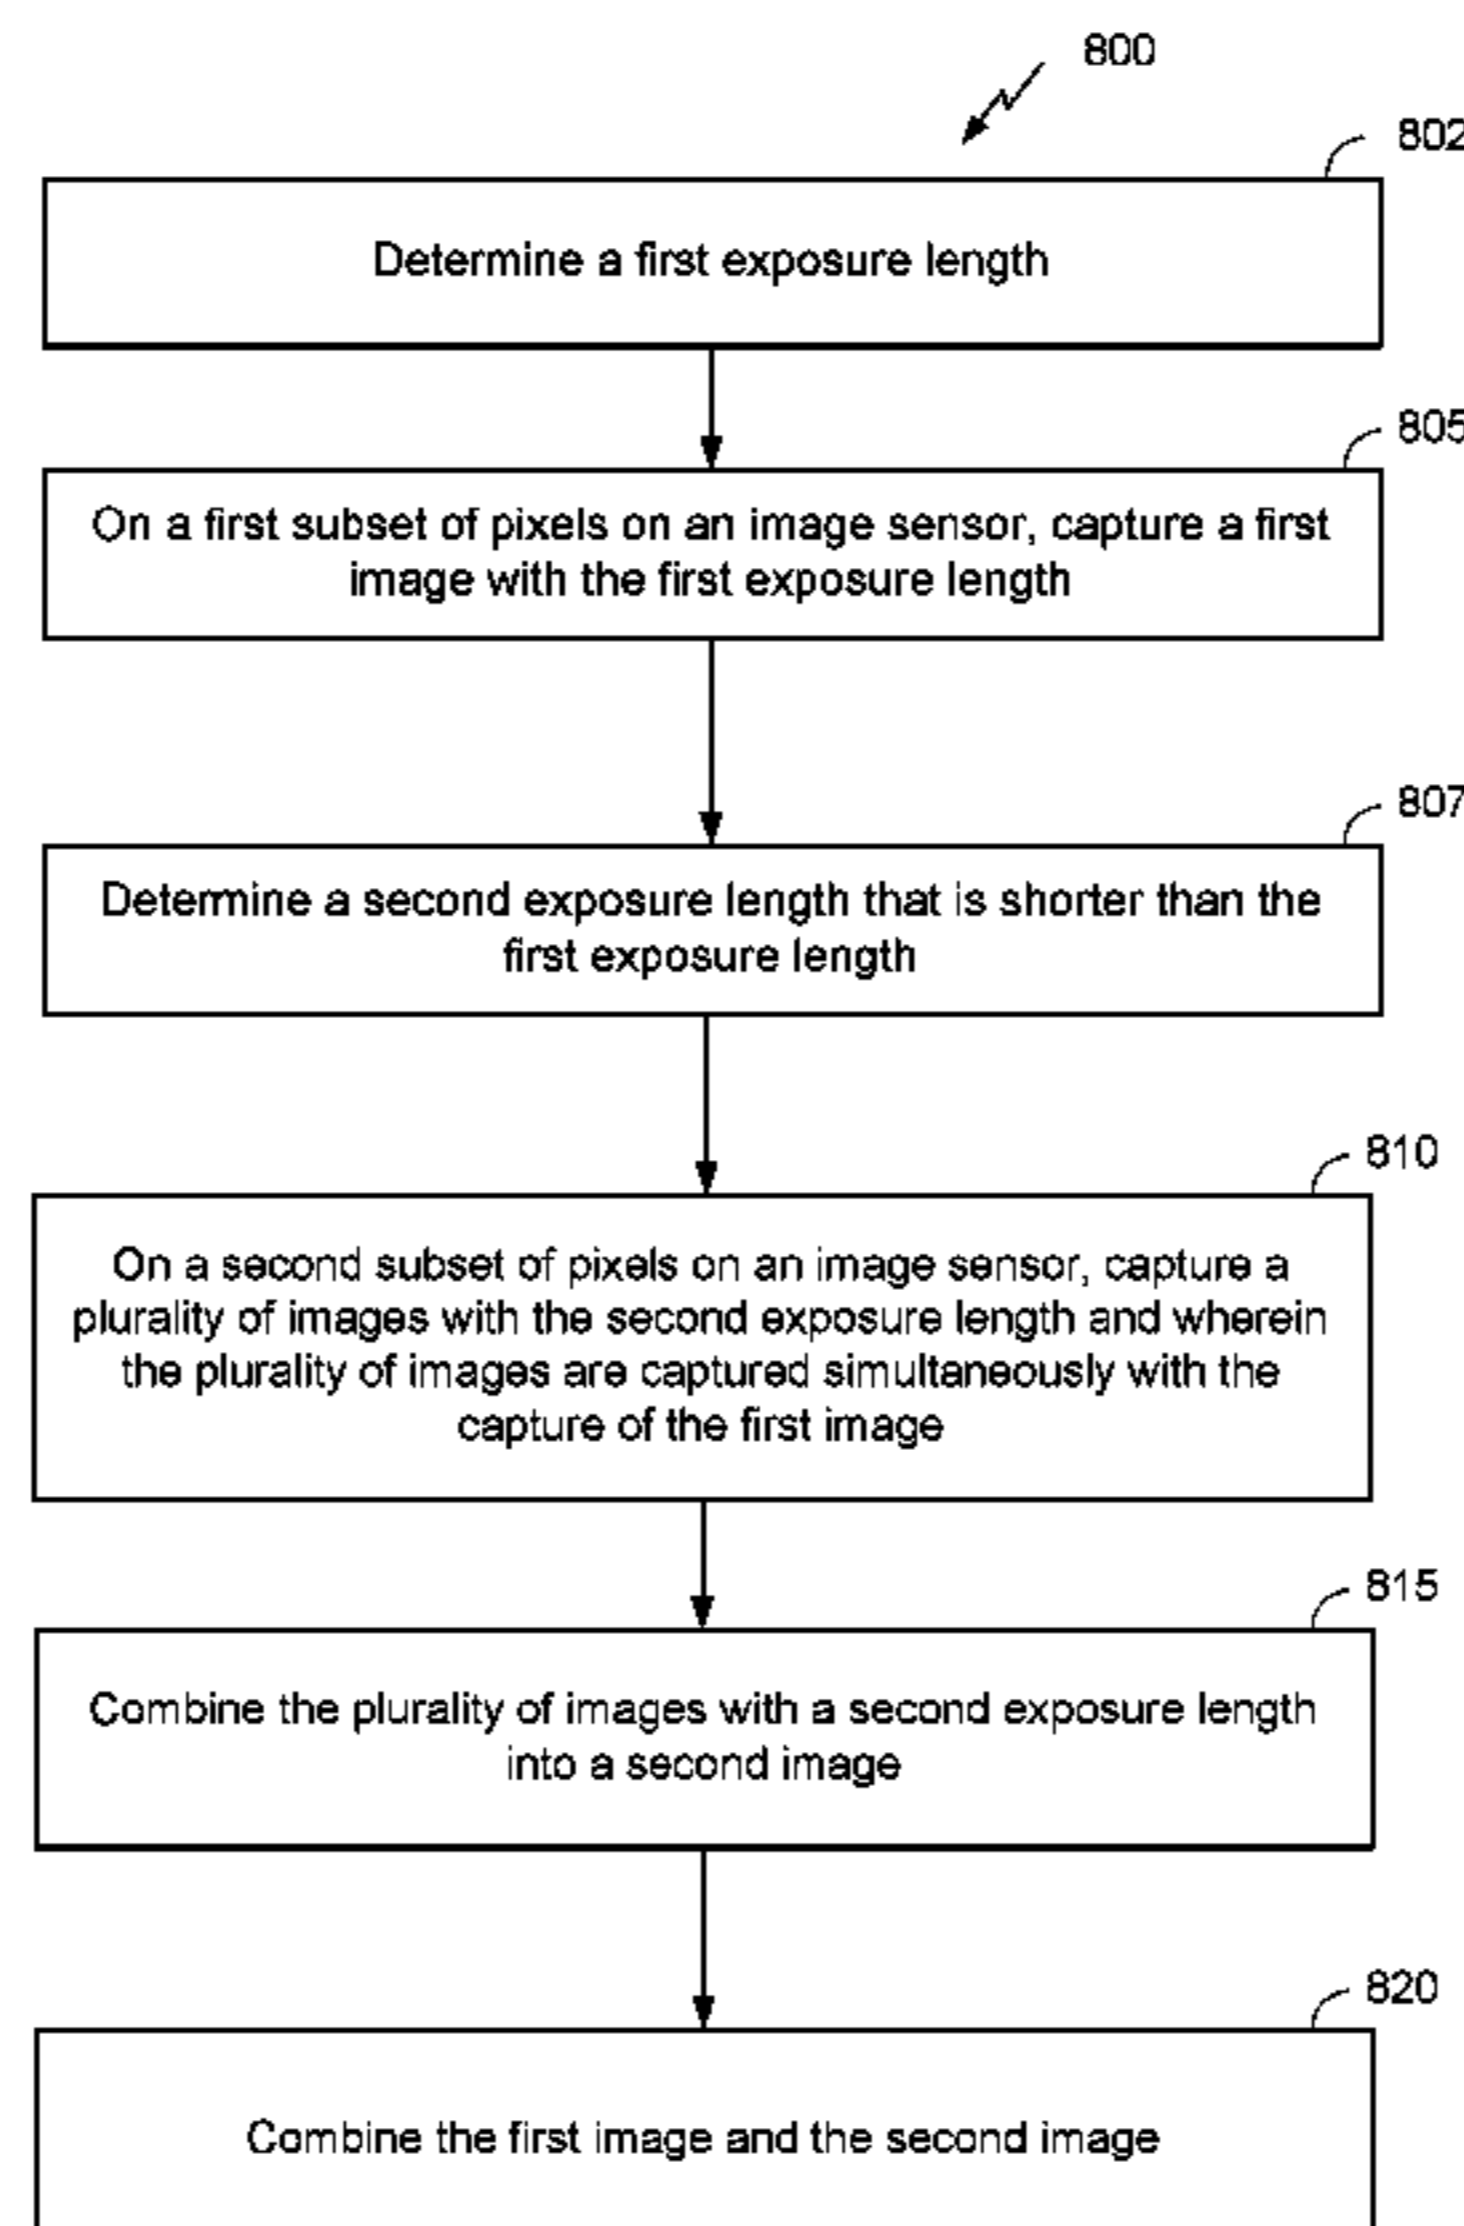 800
802
Determine a first exposure length
805
On a first subset of pixels on an image sensor, capture a first
image with the first exposure length
807
Determine a second exposure length that is shorter than the
first exposure length
810
On a second subset of pixels on an image sensor, capture a
plurality of images with the second exposure length and wherein
the plurality of images are captured simultaneously with the
capture of the first image
815
Combine the plurality of images with a second exposure length
into a second image
820
Combine the first image and the second image